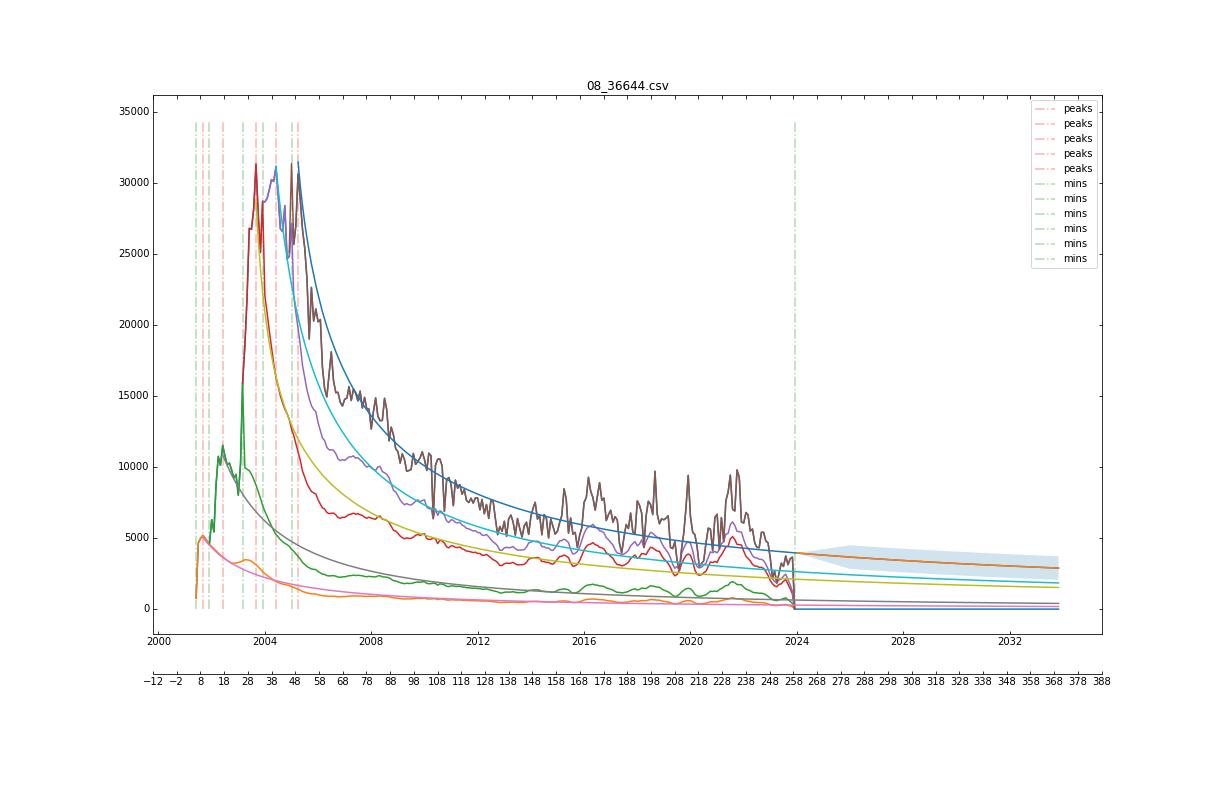 08_36644.csv
35000
30000
25000
20000
15000
10000
5000
0
peaks
peaks
peaks
peaks
peaks
mins
mins
mins
mins
mins
mins
2000 2004 2008 2012 2016 2020 2024 2028 2032
−12 −2 8 18 28 38 48 58 68 78 88 98 108 118 128 138 148 158 168 178 188 198 208 218 228 238 248 258 268 278 288 298 308 318 328 338 348 358 368 378 388